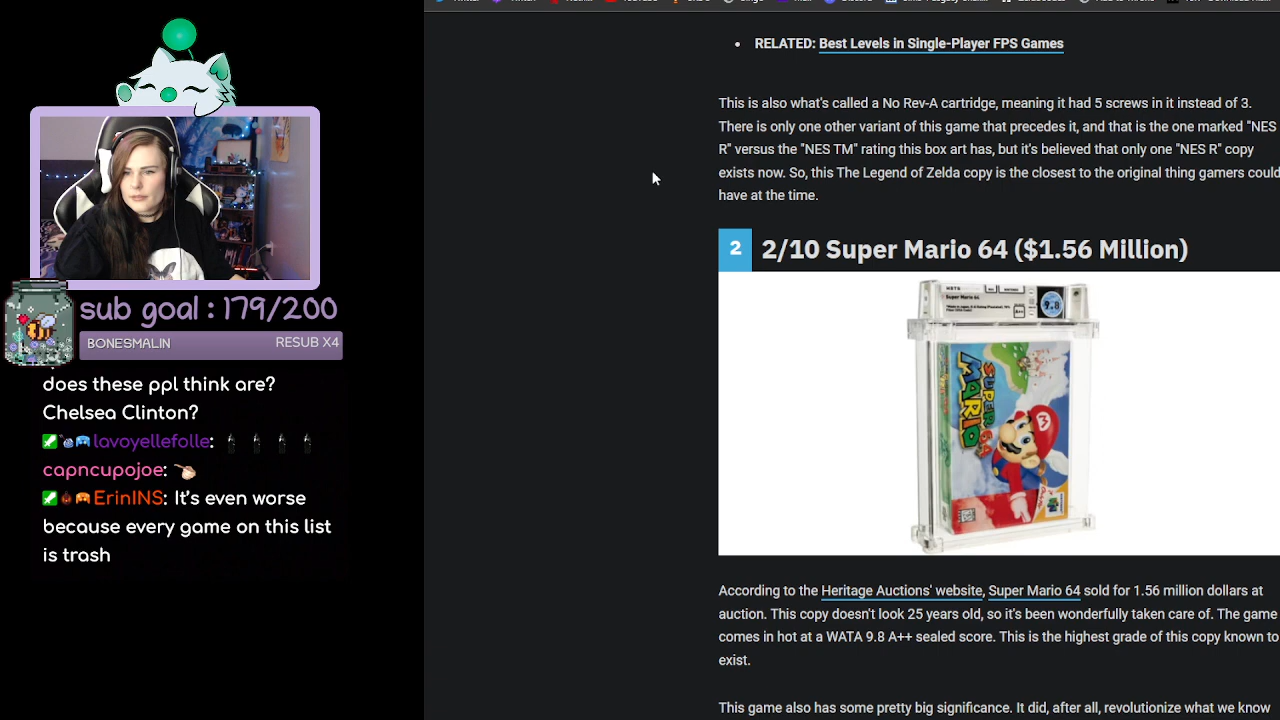 RELATED: Best Levels in Single-Player FPS Games
This is also what's called a No Rev-A cartridge, meaning it had 5 screws in it instead of 3.
There is only one other variant of this game that precedes it, and that is the one marked "NES
R" versus the "NES TM" rating this box art has, but it's believed that only one "NES R" copy
exists now. So, this The Legend of Zelda copy is the closest to the original thing gamers could
have at the time.
2 2/10 Super Mario 64 ($1.56 Million)
WATA
Super Mario 64
9.8
A++
SUPER
MARIO
64
According to the Heritage Auctions' website, Super Mario 64 sold for 1.56 million dollars at
auction. This copy doesn't look 25 years old, so it's been wonderfully taken care of. The game
comes in hot at a WATA 9.8 A++ sealed score. This is the highest grade of this copy known to
exist.
This game also has some pretty big significance. It did, after all, revolutionize what we know
sub goal : 179/200
BONESMALIN RESUB X4
does these ppl think are?
Chelsea Clinton?
lavoyellefolle:
capncupojoe:
ErinINS: It's even worse
because every game on this list
is trash